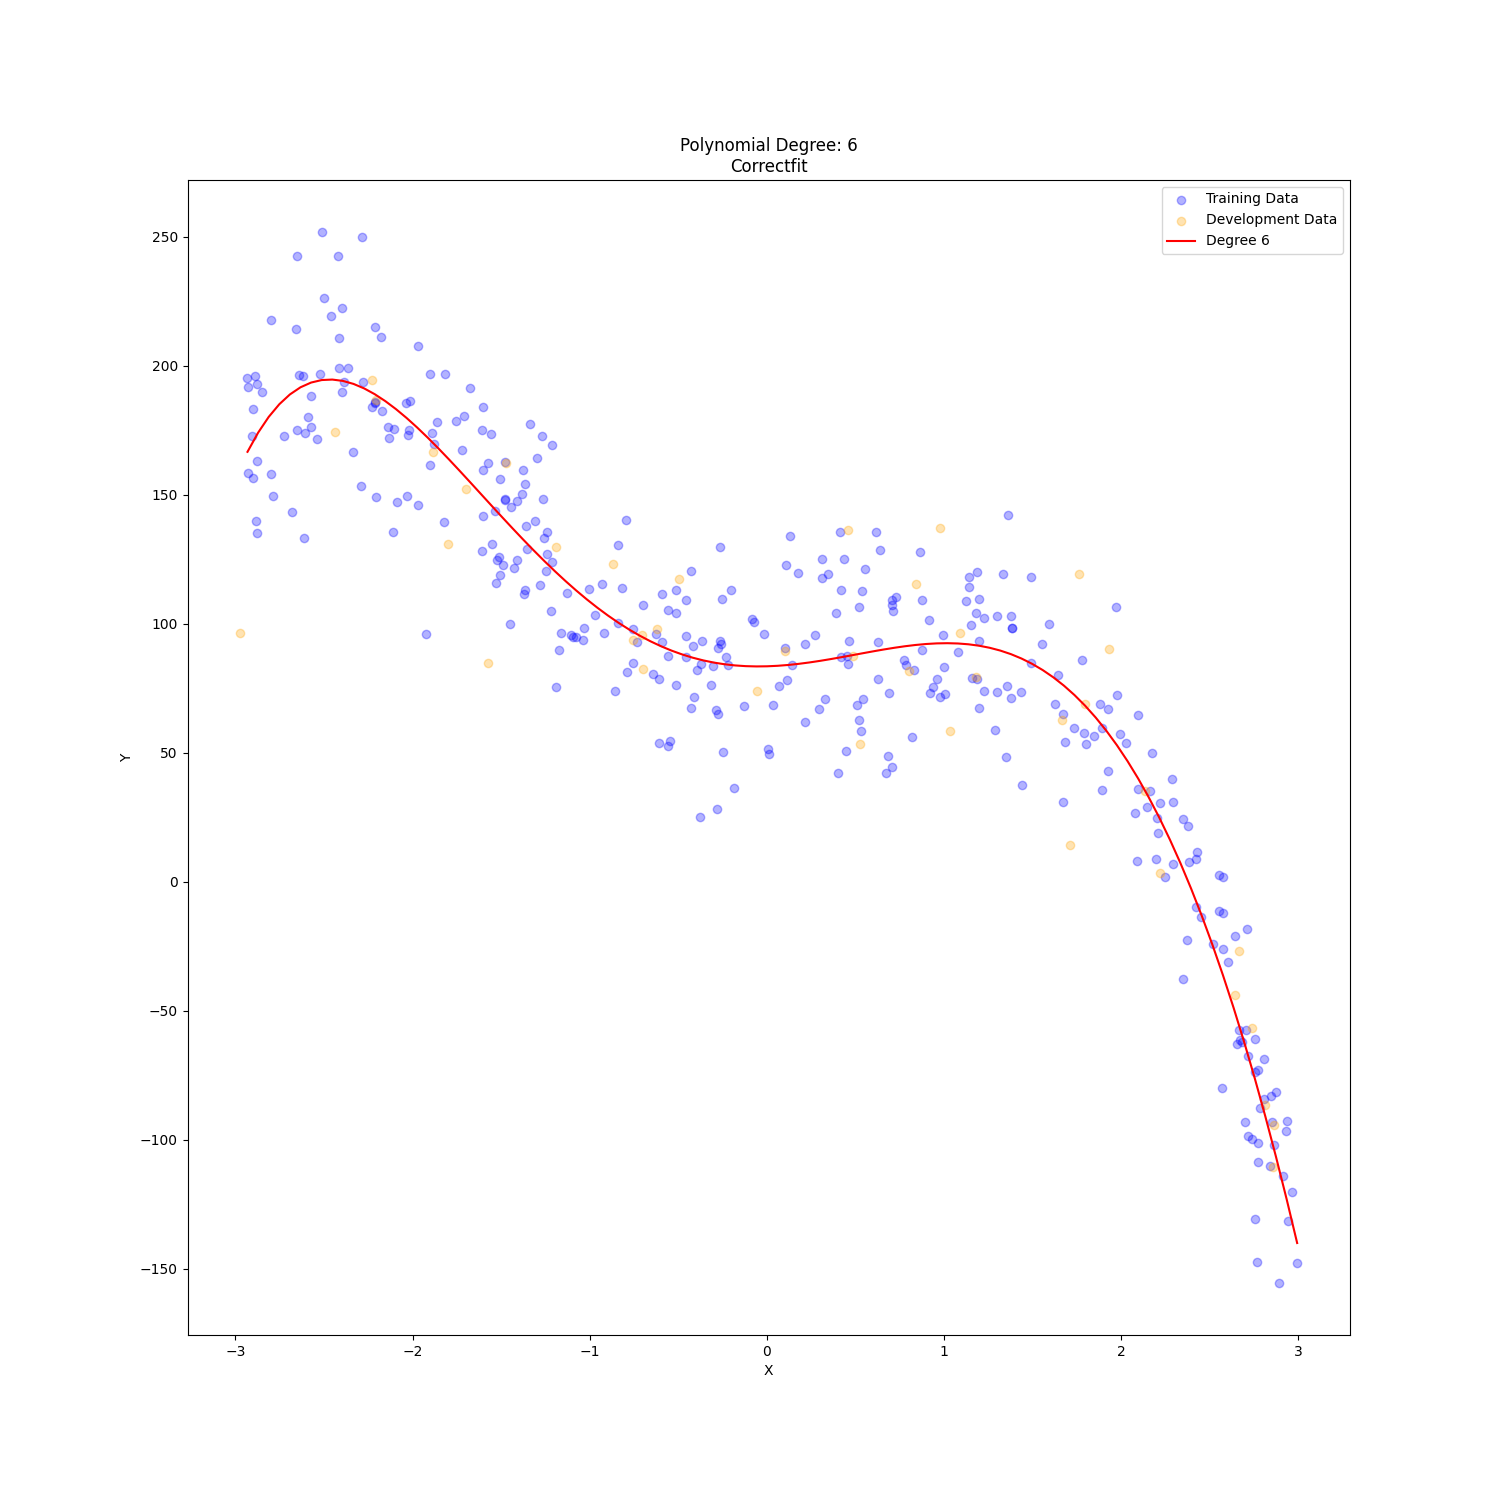 Polynomial Degree: 6
Correctfit
Training Data
Development Data
Degree 6
250
200
150
100
50
0
−50
−100
−150
Y
−3
−2
−1
0
1
2
3
X